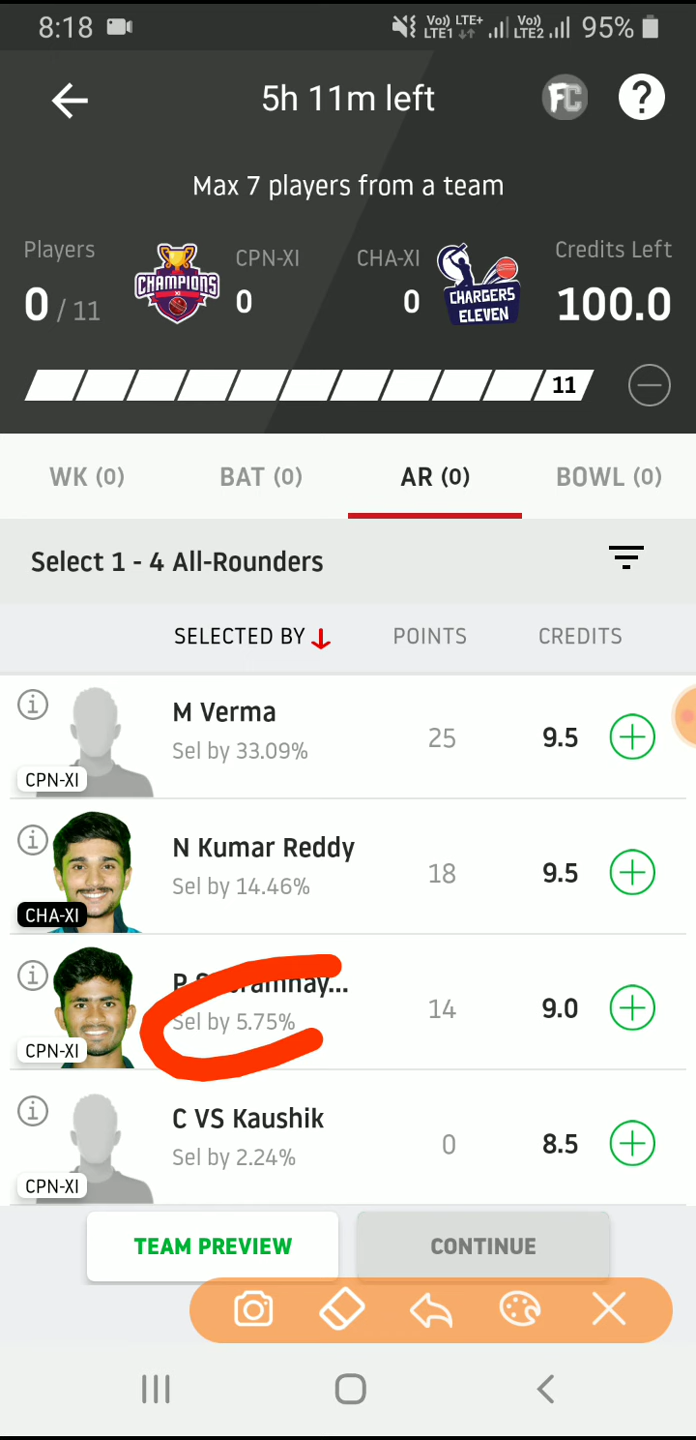 8:18
Vo) LTE+
LTE1
Vo))
LTE2
95%
5h 11m left
FC
?
Max 7 players from a team
Players
0 / 11
CHAMPIONS
XI
CPN-XI
0
CHA-XI
0
CHARGERS
ELEVEN
Credits Left
100.0
11
WK (0)
BAT (0)
AR (0)
BOWL (0)
Select 1 - 4 All-Rounders
SELECTED BY
POINTS
CREDITS
M Verma
Sel by 33.09%
25
9.5
CPN-XI
N Kumar Reddy
Sel by 14.46%
18
9.5
CHA-XI
Sel by 5.75%
14
9.0
CPN-XI
C VS Kaushik
Sel by 2.24%
0
8.5
CPN-XI
TEAM PREVIEW
CONTINUE